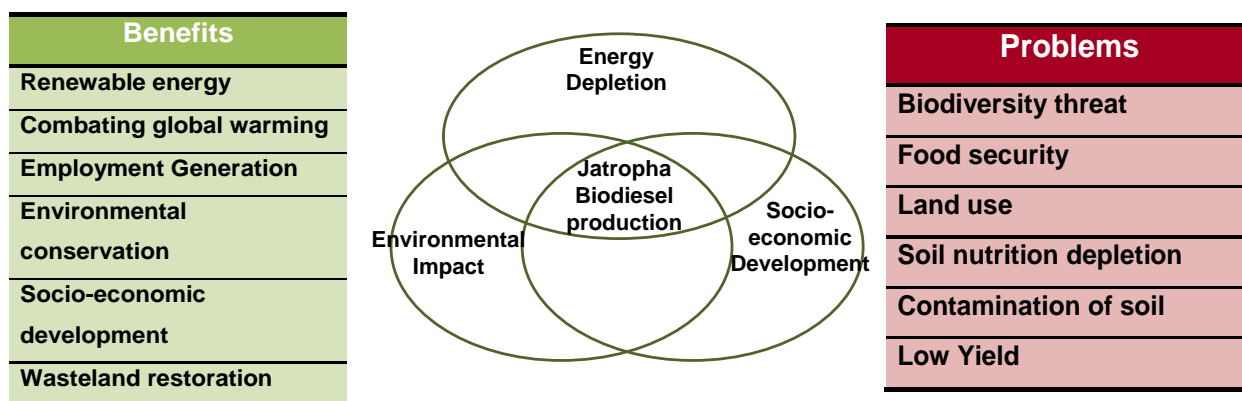 Benefits
Renewable energy
Combating global warming
Employment Generation
Environmental
conservation
Socio-economic
development
Wasteland restoration
Energy
Depletion
Jatropha
Biodiesel
production
Environmental
Impact
Socio-
economic
Development
Problems
Biodiversity threat
Food security
Land use
Soil nutrition depletion
Contamination of soil
Low Yield